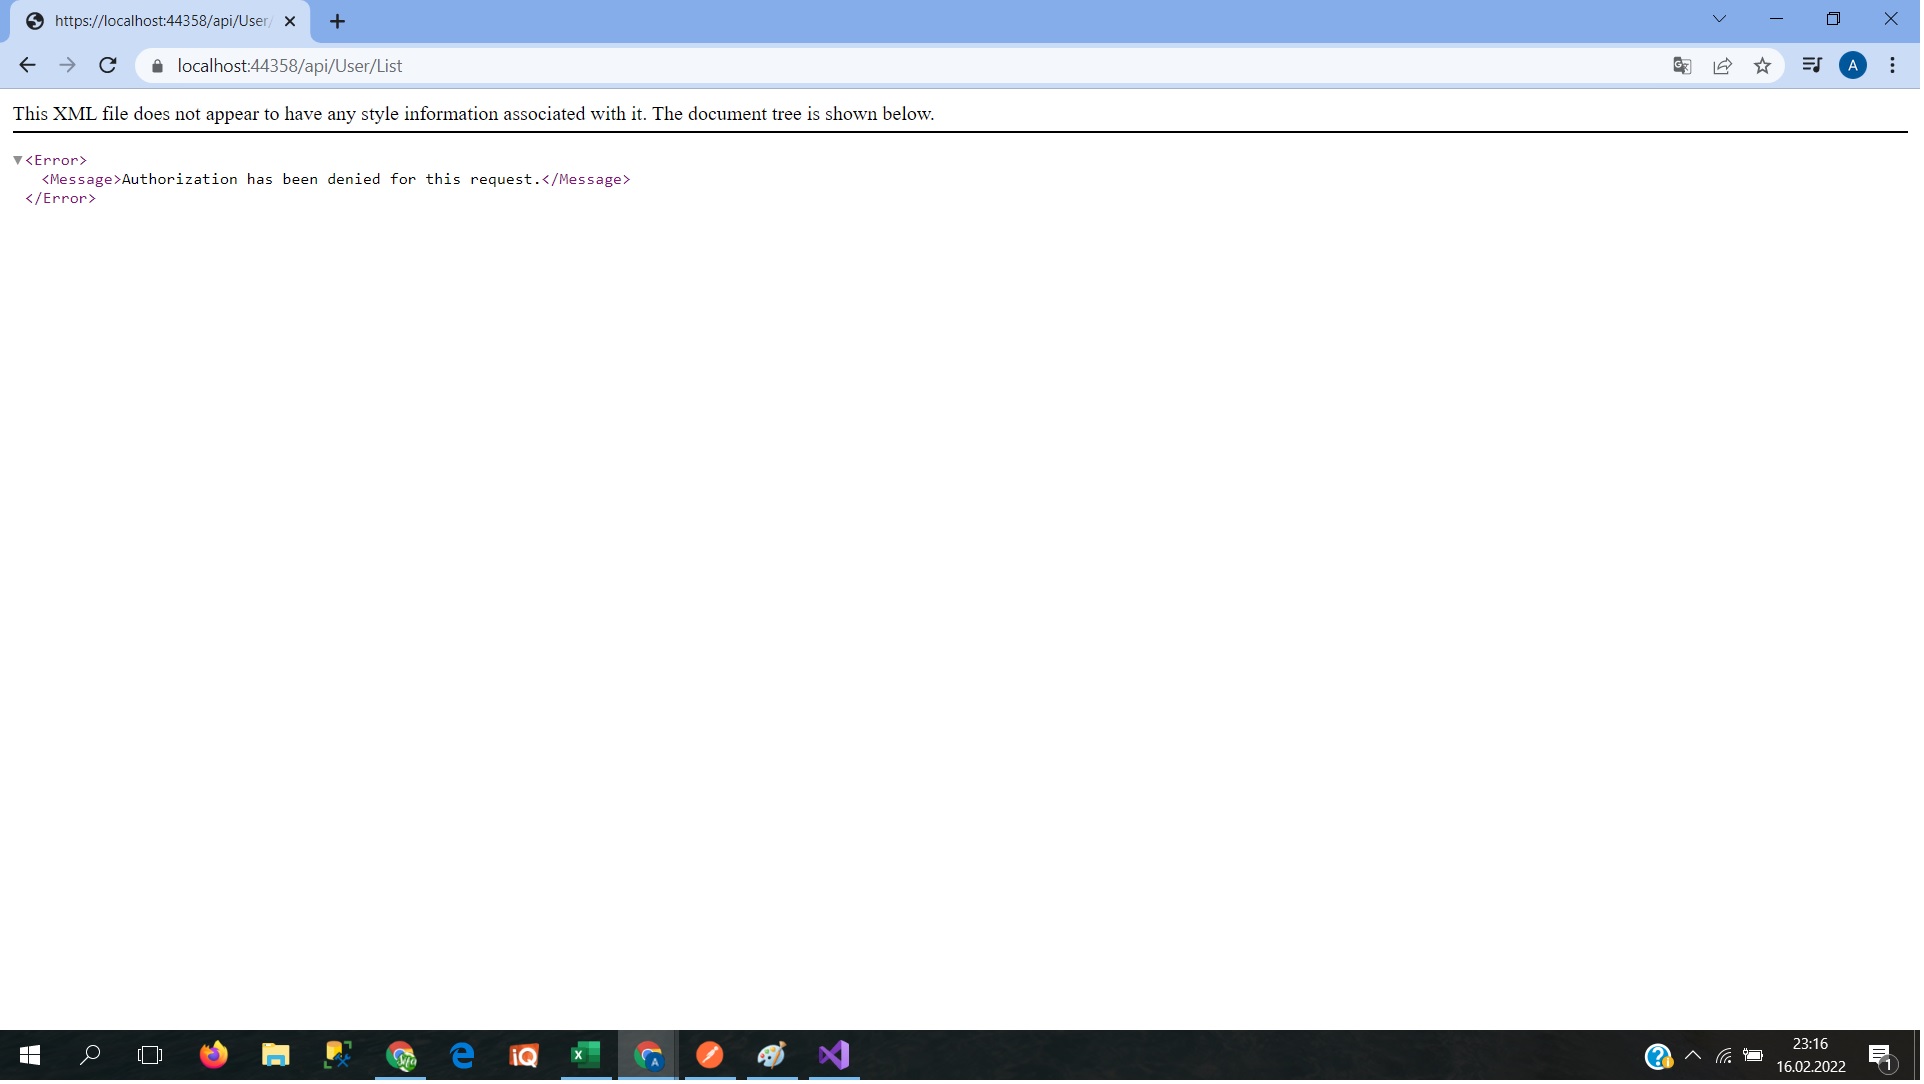 https://localhost:44358/api/User/
localhost:44358/api/User/List
A
This XML file does not appear to have any style information associated with it. The document tree is shown below.
<Error>
<Message>Authorization has been denied for this request.</Message>
</Error>
iQ
A
23:16
16.02.2022
1